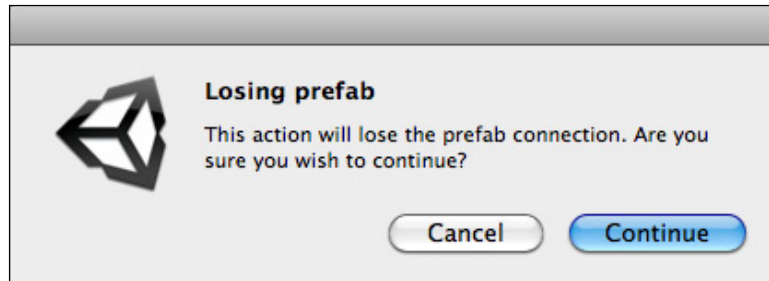 Losing prefab
This action will lose the prefab connection. Are you
sure you wish to continue?
Cancel Continue